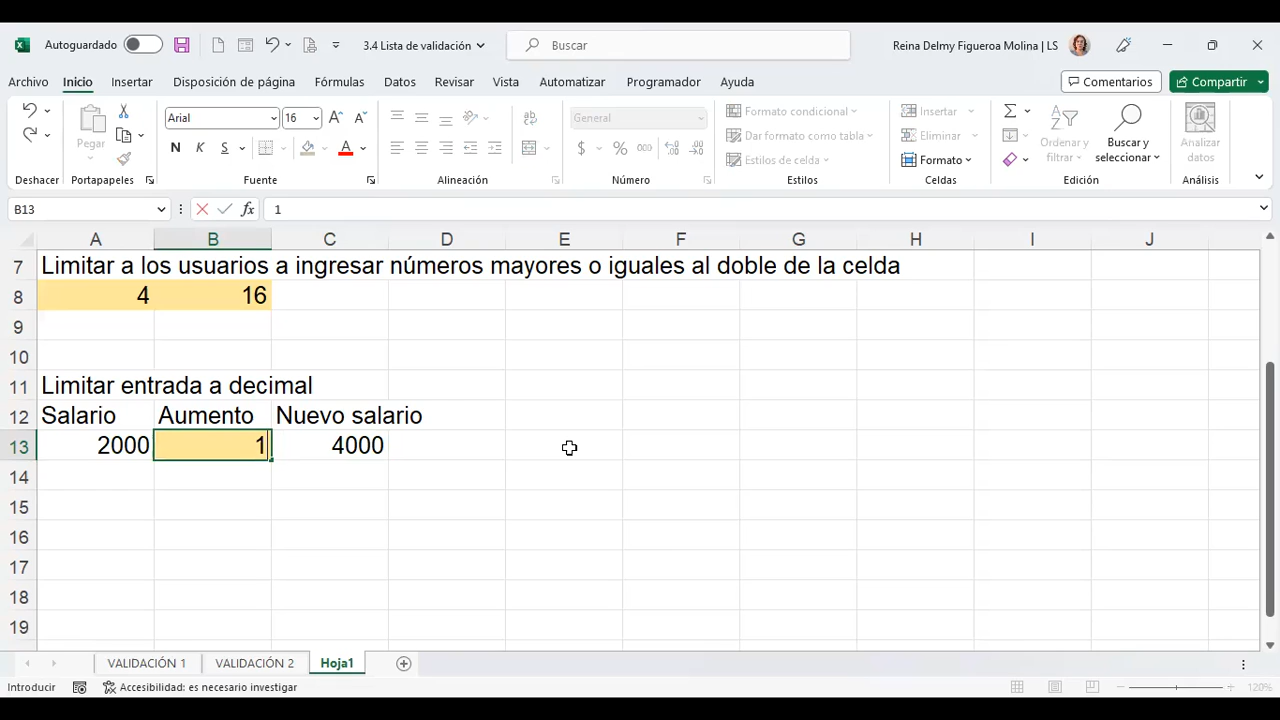 Autoguardado
3.4 Lista de validación
Buscar
Reina Delmy Figueroa Molina | LS
Archivo Inicio Insertar Disposición de página Fórmulas Datos Revisar Vista Automatizar Programador Ayuda
Comentarios
Compartir
Pegar
Arial 16
N K S
General
$ % 000
Formato condicional
Dar formato como tabla
Estilos de celda
Insertar
Eliminar
Formato
Ordenar y filtrar
Buscar y seleccionar
Analizar datos
Deshacer Portapapeles Fuente Alineación Número Estilos Celdas Edición Análisis
B13 fx 1
A B C D E F G H I J
7 Limitar a los usuarios a ingresar números mayores o iguales al doble de la celda
8 4 16
9
10
11 Limitar entrada a decimal
12 Salario Aumento Nuevo salario
13 2000 1 4000
14
15
16
17
18
19
VALIDACIÓN 1 VALIDACIÓN 2 Hoja1
Introducir Accesibilidad: es necesario investigar 120%